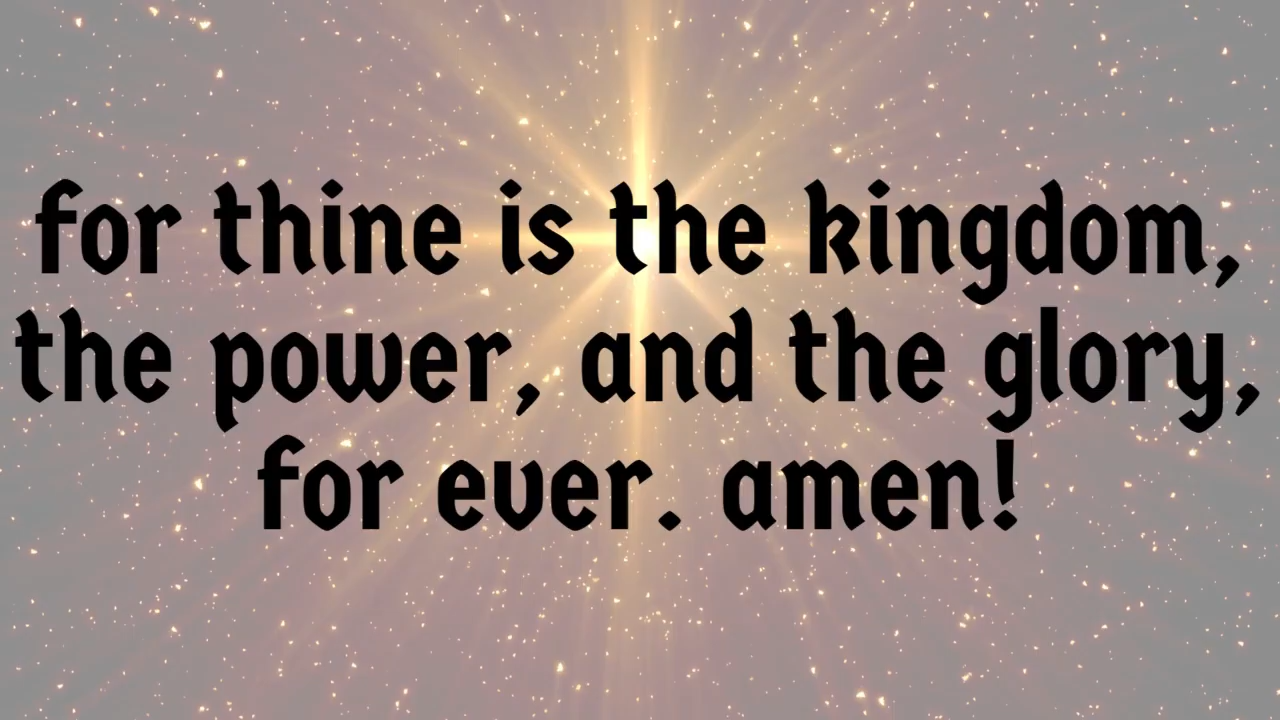 for thine is the kingdom,
the power, and the glory,
for ever. amen!